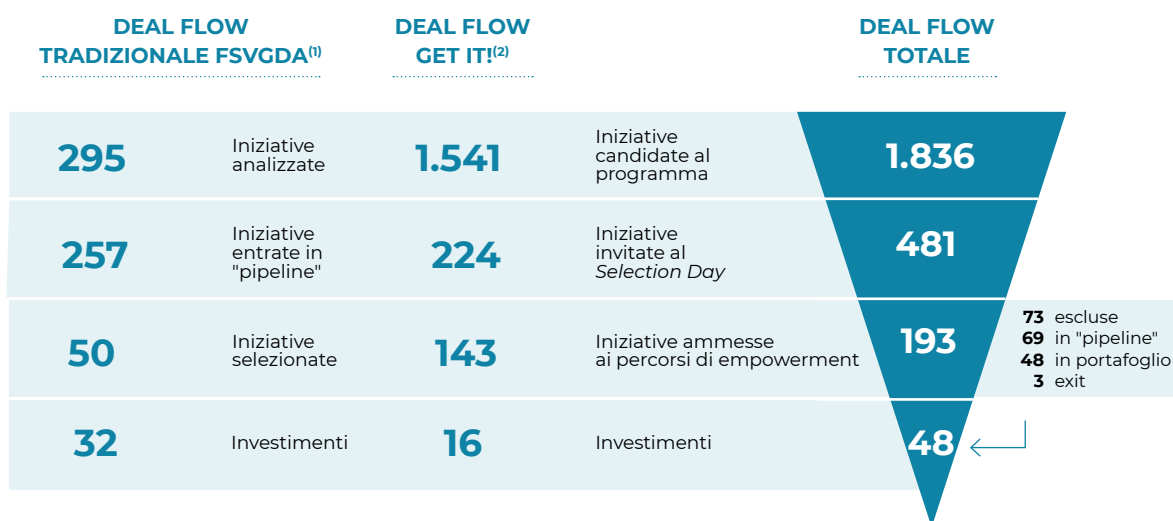 DEAL FLOW
TRADIZIONALE FSVGDA(1)
DEAL FLOW
GET IT!(2)
DEAL FLOW
TOTALE
295
Iniziative
analizzate
1.541
Iniziative
candidate al
programma
1.836
257
Iniziative
entrate in
"pipeline"
224
Iniziative
invitate al
Selection Day
481
50
Iniziative
selezionate
143
Iniziative ammesse
ai percorsi di empowerment
193
73 escluse
69 in "pipeline"
48 in portafoglio
3 exit
32
Investimenti
16
Investimenti
48